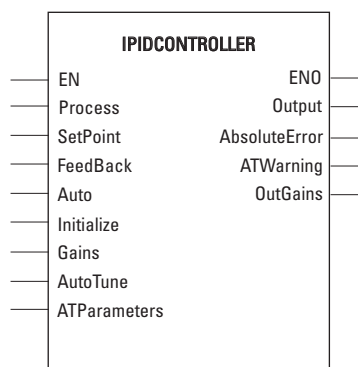 IPIDCONTROLLER
EN ENO
Process Output
SetPoint AbsoluteError
FeedBack ATWarning
Auto OutGains
Initialize
Gains
AutoTune
ATParameters